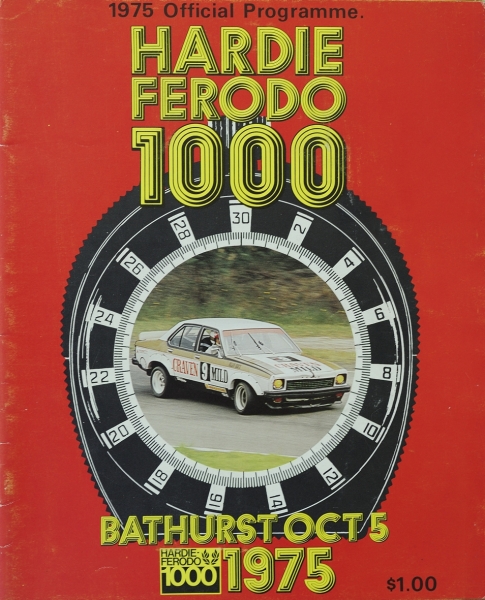 1975 Official Programme.
HARDIE
FERODO
1000
30
28 2
26 4
24 6
22 8
20 10
18 12
16 14
CRAVEN 9 MILD
MILD
BATHURST OCT 5
HARDIE-
FERODO
1000
1975
$1.00